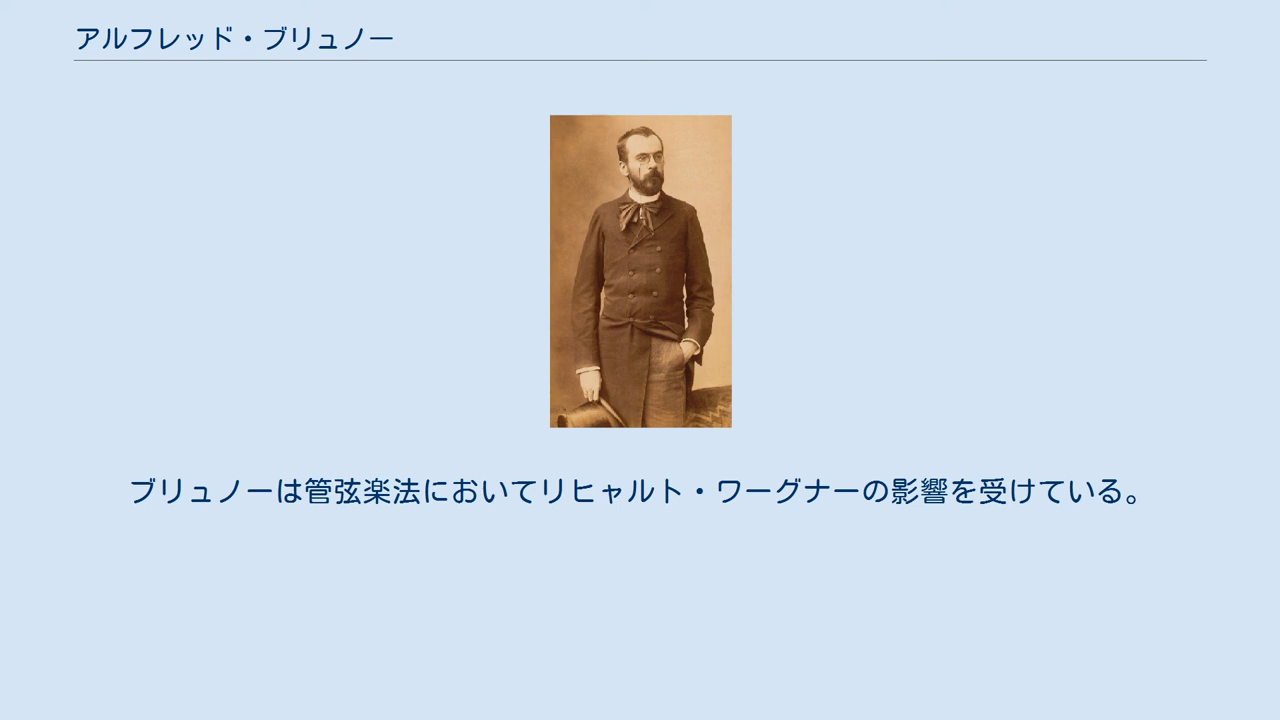 アルフレッド・ブリュノー
ブリュノーは管弦楽法においてリヒャルト・ワーグナーの影響を受けている。